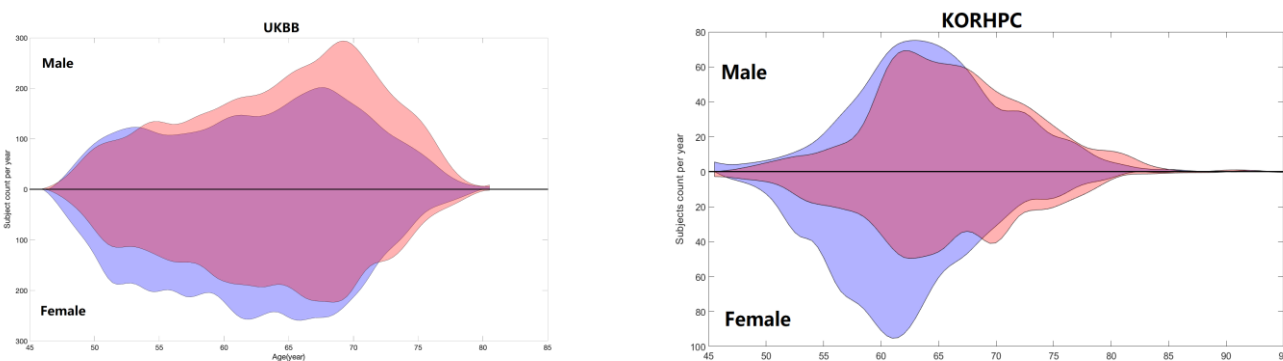 UKBB
300
Male
200
100
0
100
200
Female
300
45 50 55 60 65 70 75 80 85
Age(year)
Subject count per year
KORHPC
80
Male
60
40
20
0
20
40
60
80
Female
100
45 50 55 60 65 70 75 80 85 90 95
Subjects count per year